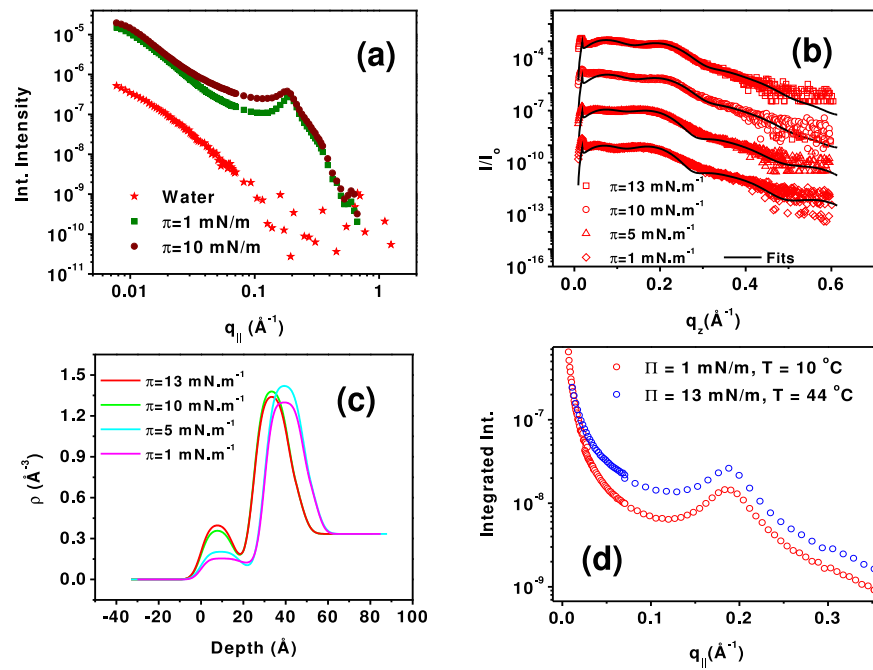 (a)
10⁻⁵
10⁻⁶
10⁻⁷
10⁻⁸
10⁻⁹
10⁻¹⁰
10⁻¹¹
Int. Intensity
Water
π=1 mN/m
π=10 mN/m
0.01 0.1 1
q|| (Å⁻¹)
(b)
10⁻⁴
10⁻⁷
10⁻¹⁰
10⁻¹³
10⁻¹⁶
I/Iₒ
π=13 mN.m⁻¹
π=10 mN.m⁻¹
π=5 mN.m⁻¹
π=1 mN.m⁻¹
Fits
0.0 0.2 0.4 0.6
q_z(Å⁻¹)
(c)
1.5
1.2
0.9
0.6
0.3
0.0
ρ (Å⁻³)
π=13 mN.m⁻¹
π=10 mN.m⁻¹
π=5 mN.m⁻¹
π=1 mN.m⁻¹
-40 -20 0 20 40 60 80 100
Depth (Å)
(d)
10⁻⁷
10⁻⁸
10⁻⁹
Integrated Int.
Π = 1 mN/m, T = 10 °C
Π = 13 mN/m, T = 44 °C
0.0 0.1 0.2 0.3
q||(Å⁻¹)